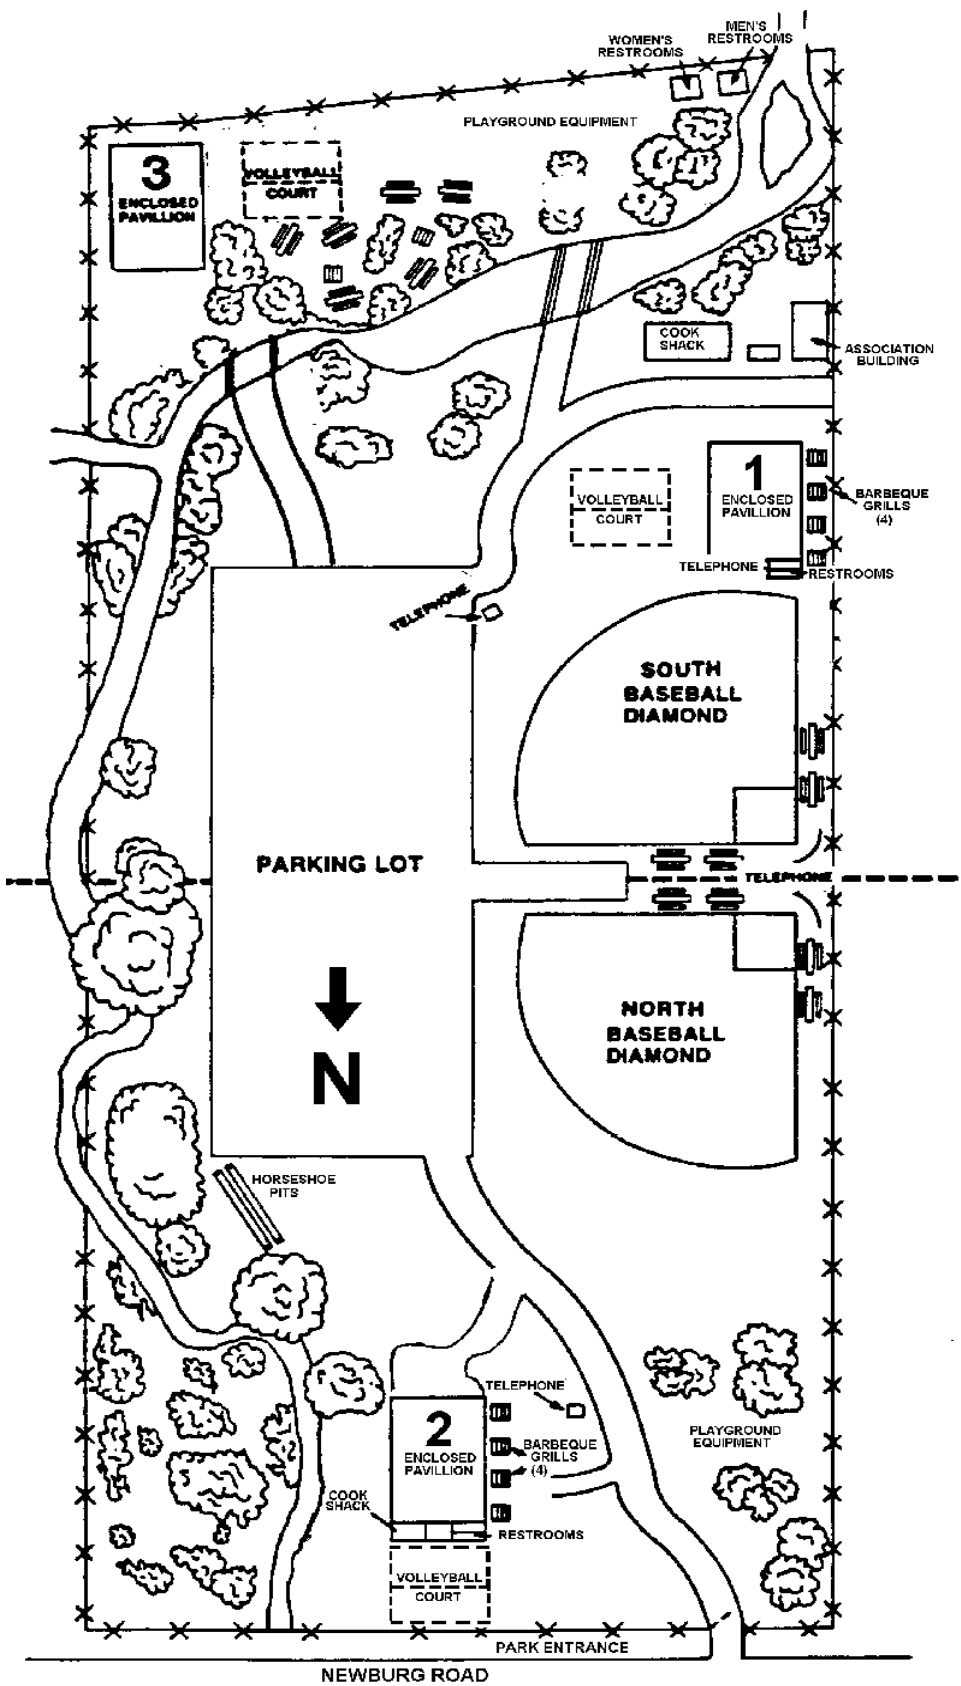 MEN'S
RESTROOMS
WOMEN'S
RESTROOMS
PLAYGROUND EQUIPMENT
3
ENCLOSED
PAVILLION
VOLLEYBALL
COURT
COOK
SHACK
ASSOCIATION
BUILDING
1
ENCLOSED
PAVILLION
VOLLEYBALL
COURT
BARBEQUE
GRILLS
(4)
TELEPHONE
RESTROOMS
TELEPHONE
SOUTH
BASEBALL
DIAMOND
PARKING LOT
TELEPHONE
N
NORTH
BASEBALL
DIAMOND
HORSESHOE
PITS
TELEPHONE
2
ENCLOSED
PAVILLION
BARBEQUE
GRILLS
(4)
PLAYGROUND
EQUIPMENT
COOK
SHACK
RESTROOMS
VOLLEYBALL
COURT
PARK ENTRANCE
NEWBURG ROAD